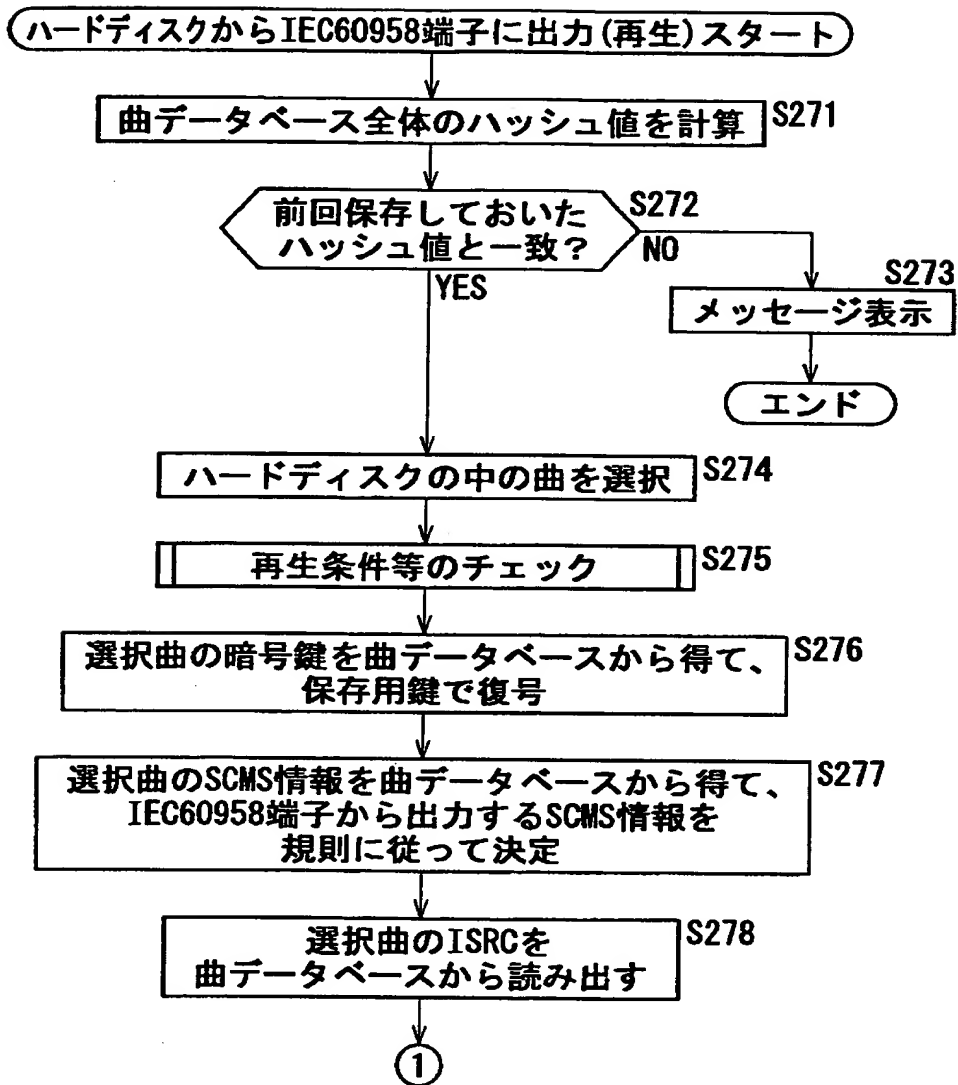 ハードディスクからIEC60958端子に出力(再生)スタート
曲データベース全体のハッシュ値を計算
S271
前回保存しておいた
ハッシュ値と一致?
S272
NO
YES
S273
メッセージ表示
エンド
ハードディスクの中の曲を選択
S274
再生条件等のチェック
S275
選択曲の暗号鍵を曲データベースから得て、
保存用鍵で復号
S276
選択曲のSCMS情報を曲データベースから得て、
IEC60958端子から出力するSCMS情報を
規則に従って決定
S277
選択曲のISRCを
曲データベースから読み出す
S278
1